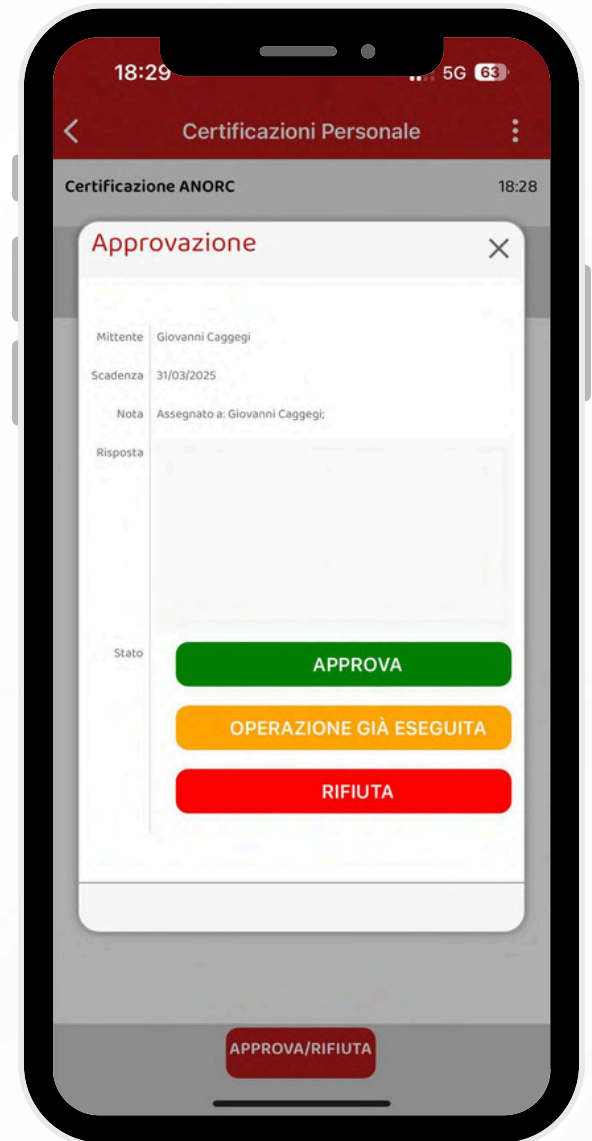 18:29 5G 63
Certificazioni Personale
Certificazione ANORC 18:28
Approvazione
Mittente Giovanni Caggegi
Scadenza 31/03/2025
Nota Assegnato a: Giovanni Caggegi;
Risposta
Stato
APPROVA
OPERAZIONE GIÀ ESEGUITA
RIFIUTA
APPROVA/RIFIUTA